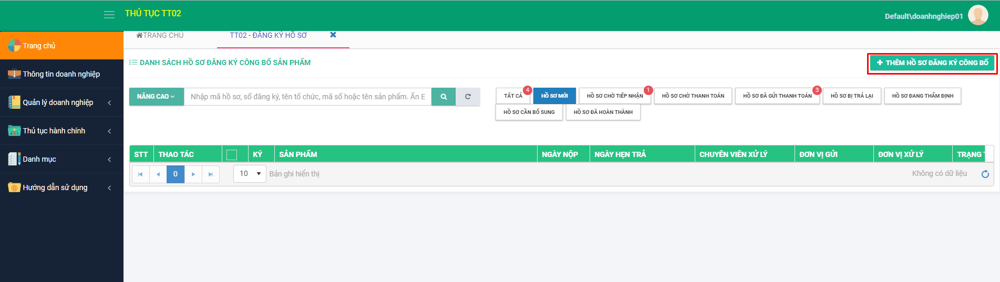 THỦ TỤC TT02
Default\doanhnghiep01
Trang chủ
Thông tin doanh nghiệp
Quản lý doanh nghiệp
Thủ tục hành chính
Danh mục
Hướng dẫn sử dụng
TRANG CHỦ
TT02 - ĐĂNG KÝ HỒ SƠ
DANH SÁCH HỒ SƠ ĐĂNG KÝ CÔNG BỐ SẢN PHẨM
THÊM HỒ SƠ ĐĂNG KÝ CÔNG BỐ
NÂNG CAO
Nhập mã hồ sơ, số đăng ký, tên tổ chức, mã số hoặc tên sản phẩm. Ấn E
TẤT CẢ 4 HỒ SƠ MỚI HỒ SƠ CHỜ TIẾP NHẬN 1 HỒ SƠ CHỜ THANH TOÁN HỒ SƠ ĐÃ GỬI THANH TOÁN 3 HỒ SƠ BỊ TRẢ LẠI HỒ SƠ ĐANG THẨM ĐỊNH
HỒ SƠ CẦN BỔ SUNG HỒ SƠ ĐÃ HOÀN THÀNH
STT THAO TÁC KÝ SẢN PHẨM NGÀY NỘP NGÀY HẸN TRẢ CHUYÊN VIÊN XỬ LÝ ĐƠN VỊ GỬI ĐƠN VỊ XỬ LÝ TRẠNG T
0 10 Bản ghi hiển thị Không có dữ liệu